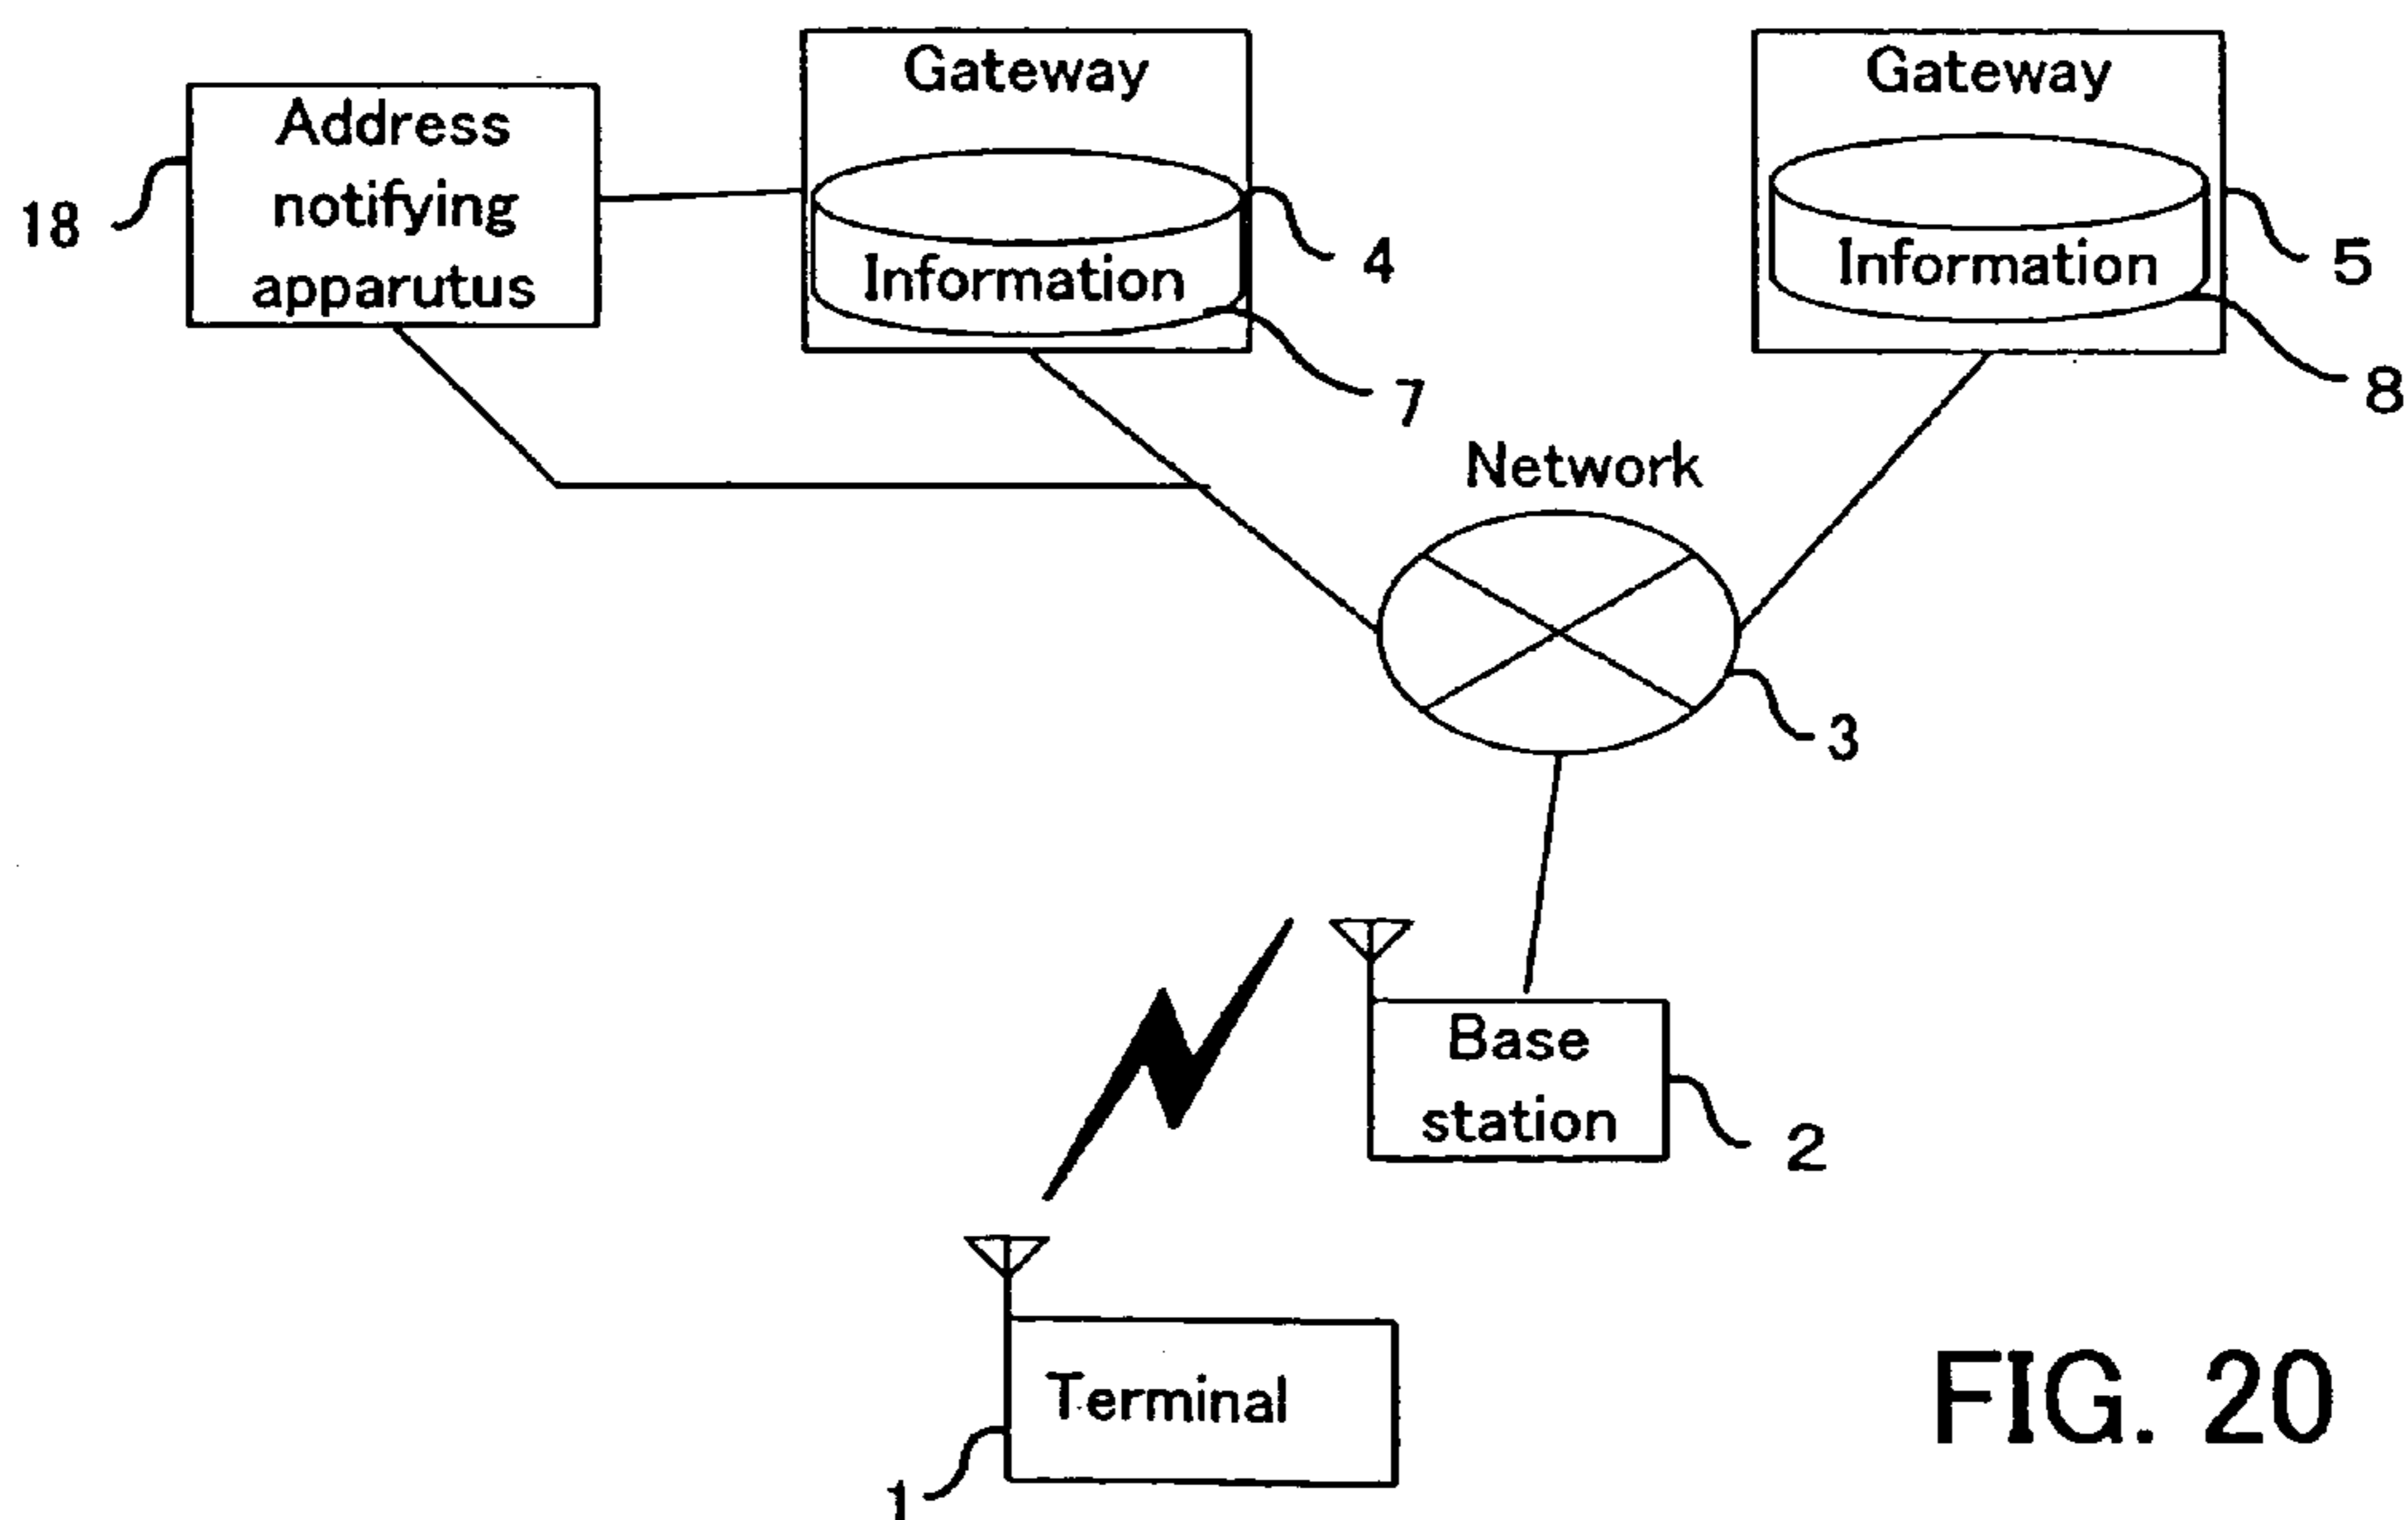 Address
notifying
apparutus
18
Gateway
Information
4
7
Gateway
Information
5
8
Network
3
Base
station
2
Terminal
1
FIG. 20